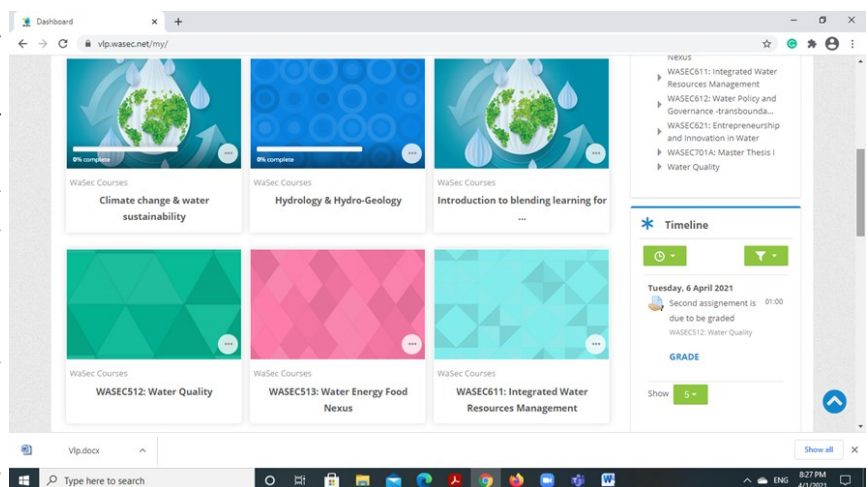 Dashboard
vlp.wasec.net/my/
Nexus
WASEC611: Integrated Water
Resources Management
WASEC612: Water Policy and
Governance -transbounda...
WASEC621: Entrepreneurship
and Innovation in Water
WASEC701A: Master Thesis I
Water Quality
0% complete
0% complete
WaSec Courses
WaSec Courses
WaSec Courses
Climate change & water
sustainability
Hydrology & Hydro-Geology
Introduction to blending learning for
...
Timeline
Tuesday, 6 April 2021
Second assignement is 01:00
due to be graded
WASEC512: Water Quality
GRADE
Show 5
WaSec Courses
WaSec Courses
WaSec Courses
WASEC512: Water Quality
WASEC513: Water Energy Food
Nexus
WASEC611: Integrated Water
Resources Management
Vlp.docx
Show all
Type here to search
ENG
8:27 PM
4/1/2021